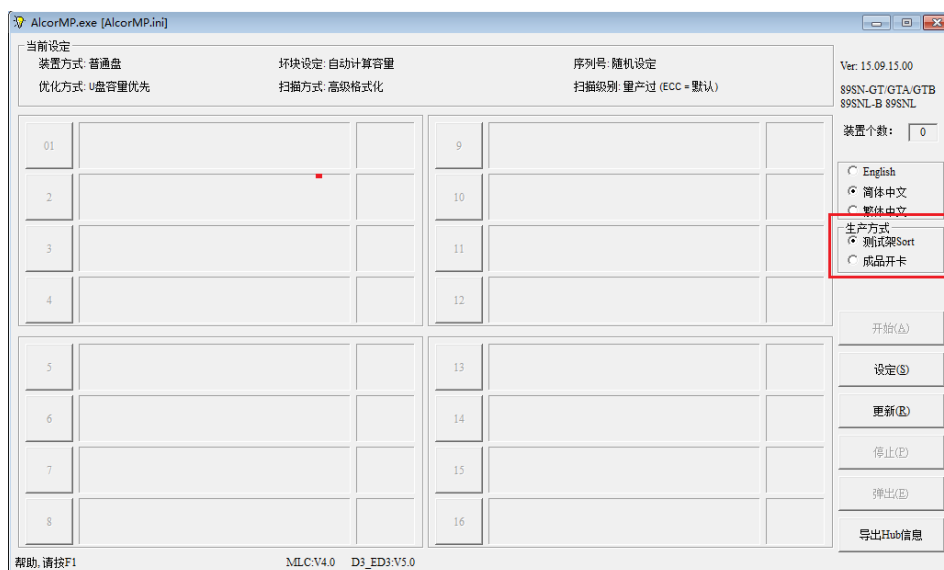 AlcorMP.exe [AlcorMP.ini]
当前设定
装置方式: 普通盘
坏块设定: 自动计算容量
序列号: 随机设定
优化方式: U盘容量优先
扫描方式: 高级格式化
扫描级别: 量产过 (ECC = 默认)
Ver: 15.09.15.00
89SN-GT/GTA/GTB
89SNL-B 89SNL
装置个数: 0
English
简体中文
繁体中文
生产方式
测试架Sort
成品开卡
01
9
2
10
3
11
4
12
5
13
6
14
7
15
8
16
开始(A)
设定(S)
更新(R)
停止(P)
弹出(E)
导出Hub信息
帮助, 请按F1
MLC:V4.0 D3_ED3:V5.0